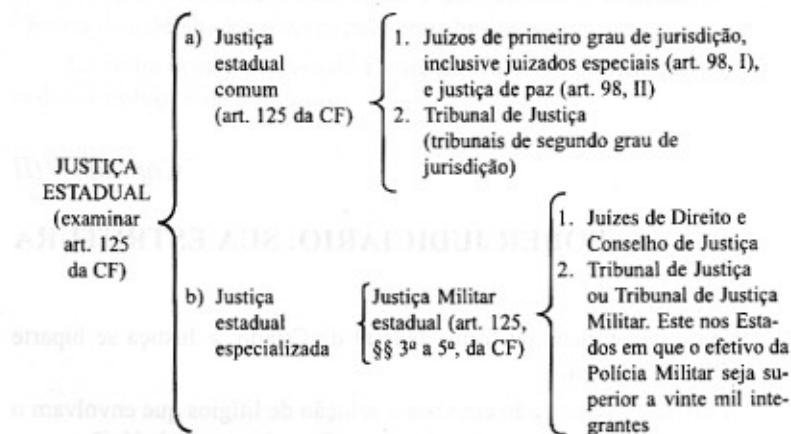 JUSTIÇA
ESTADUAL
(examinar
art. 125
da CF)
a) Justiça
estadual
comum
(art. 125 da CF)
1. Juízos de primeiro grau de jurisdição,
inclusive juizados especiais (art. 98, I),
e justiça de paz (art. 98, II)
2. Tribunal de Justiça
(tribunais de segundo grau de
jurisdição)
b) Justiça
estadual
especializada
Justiça Militar
estadual (art. 125,
§§ 3º a 5º, da CF)
1. Juízes de Direito e
Conselho de Justiça
2. Tribunal de Justiça
ou Tribunal de Justiça
Militar. Este nos Esta-
dos em que o efetivo da
Polícia Militar seja su-
perior a vinte mil inte-
grantes